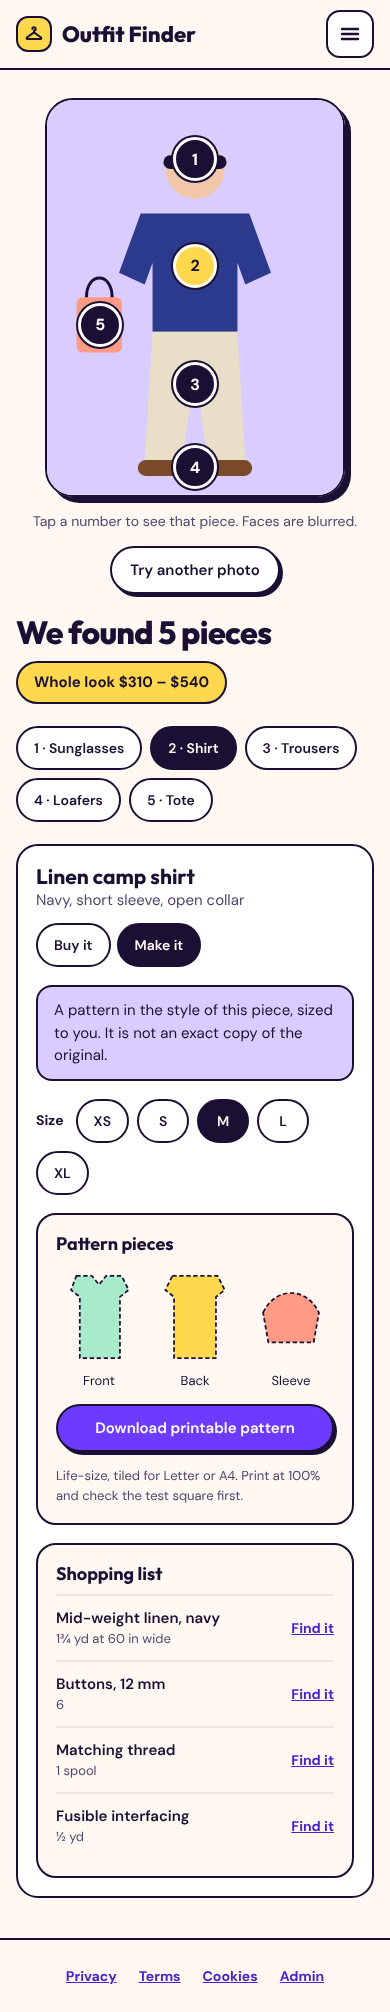 Outfit Finder
1
2
5
3
4
Tap a number to see that piece. Faces are blurred.
Try another photo
We found 5 pieces
Whole look $310 – $540
1 · Sunglasses
2 · Shirt
3 · Trousers
4 · Loafers
5 · Tote
Linen camp shirt
Navy, short sleeve, open collar
Buy it
Make it
A pattern in the style of this piece, sized
to you. It is not an exact copy of the
original.
Size
XS
S
M
L
XL
Pattern pieces
Front
Back
Sleeve
Download printable pattern
Life-size, tiled for Letter or A4. Print at 100%
and check the test square first.
Shopping list
Mid-weight linen, navy
1¾ yd at 60 in wide
Find it
Buttons, 12 mm
6
Find it
Matching thread
1 spool
Find it
Fusible interfacing
½ yd
Find it
Privacy
Terms
Cookies
Admin